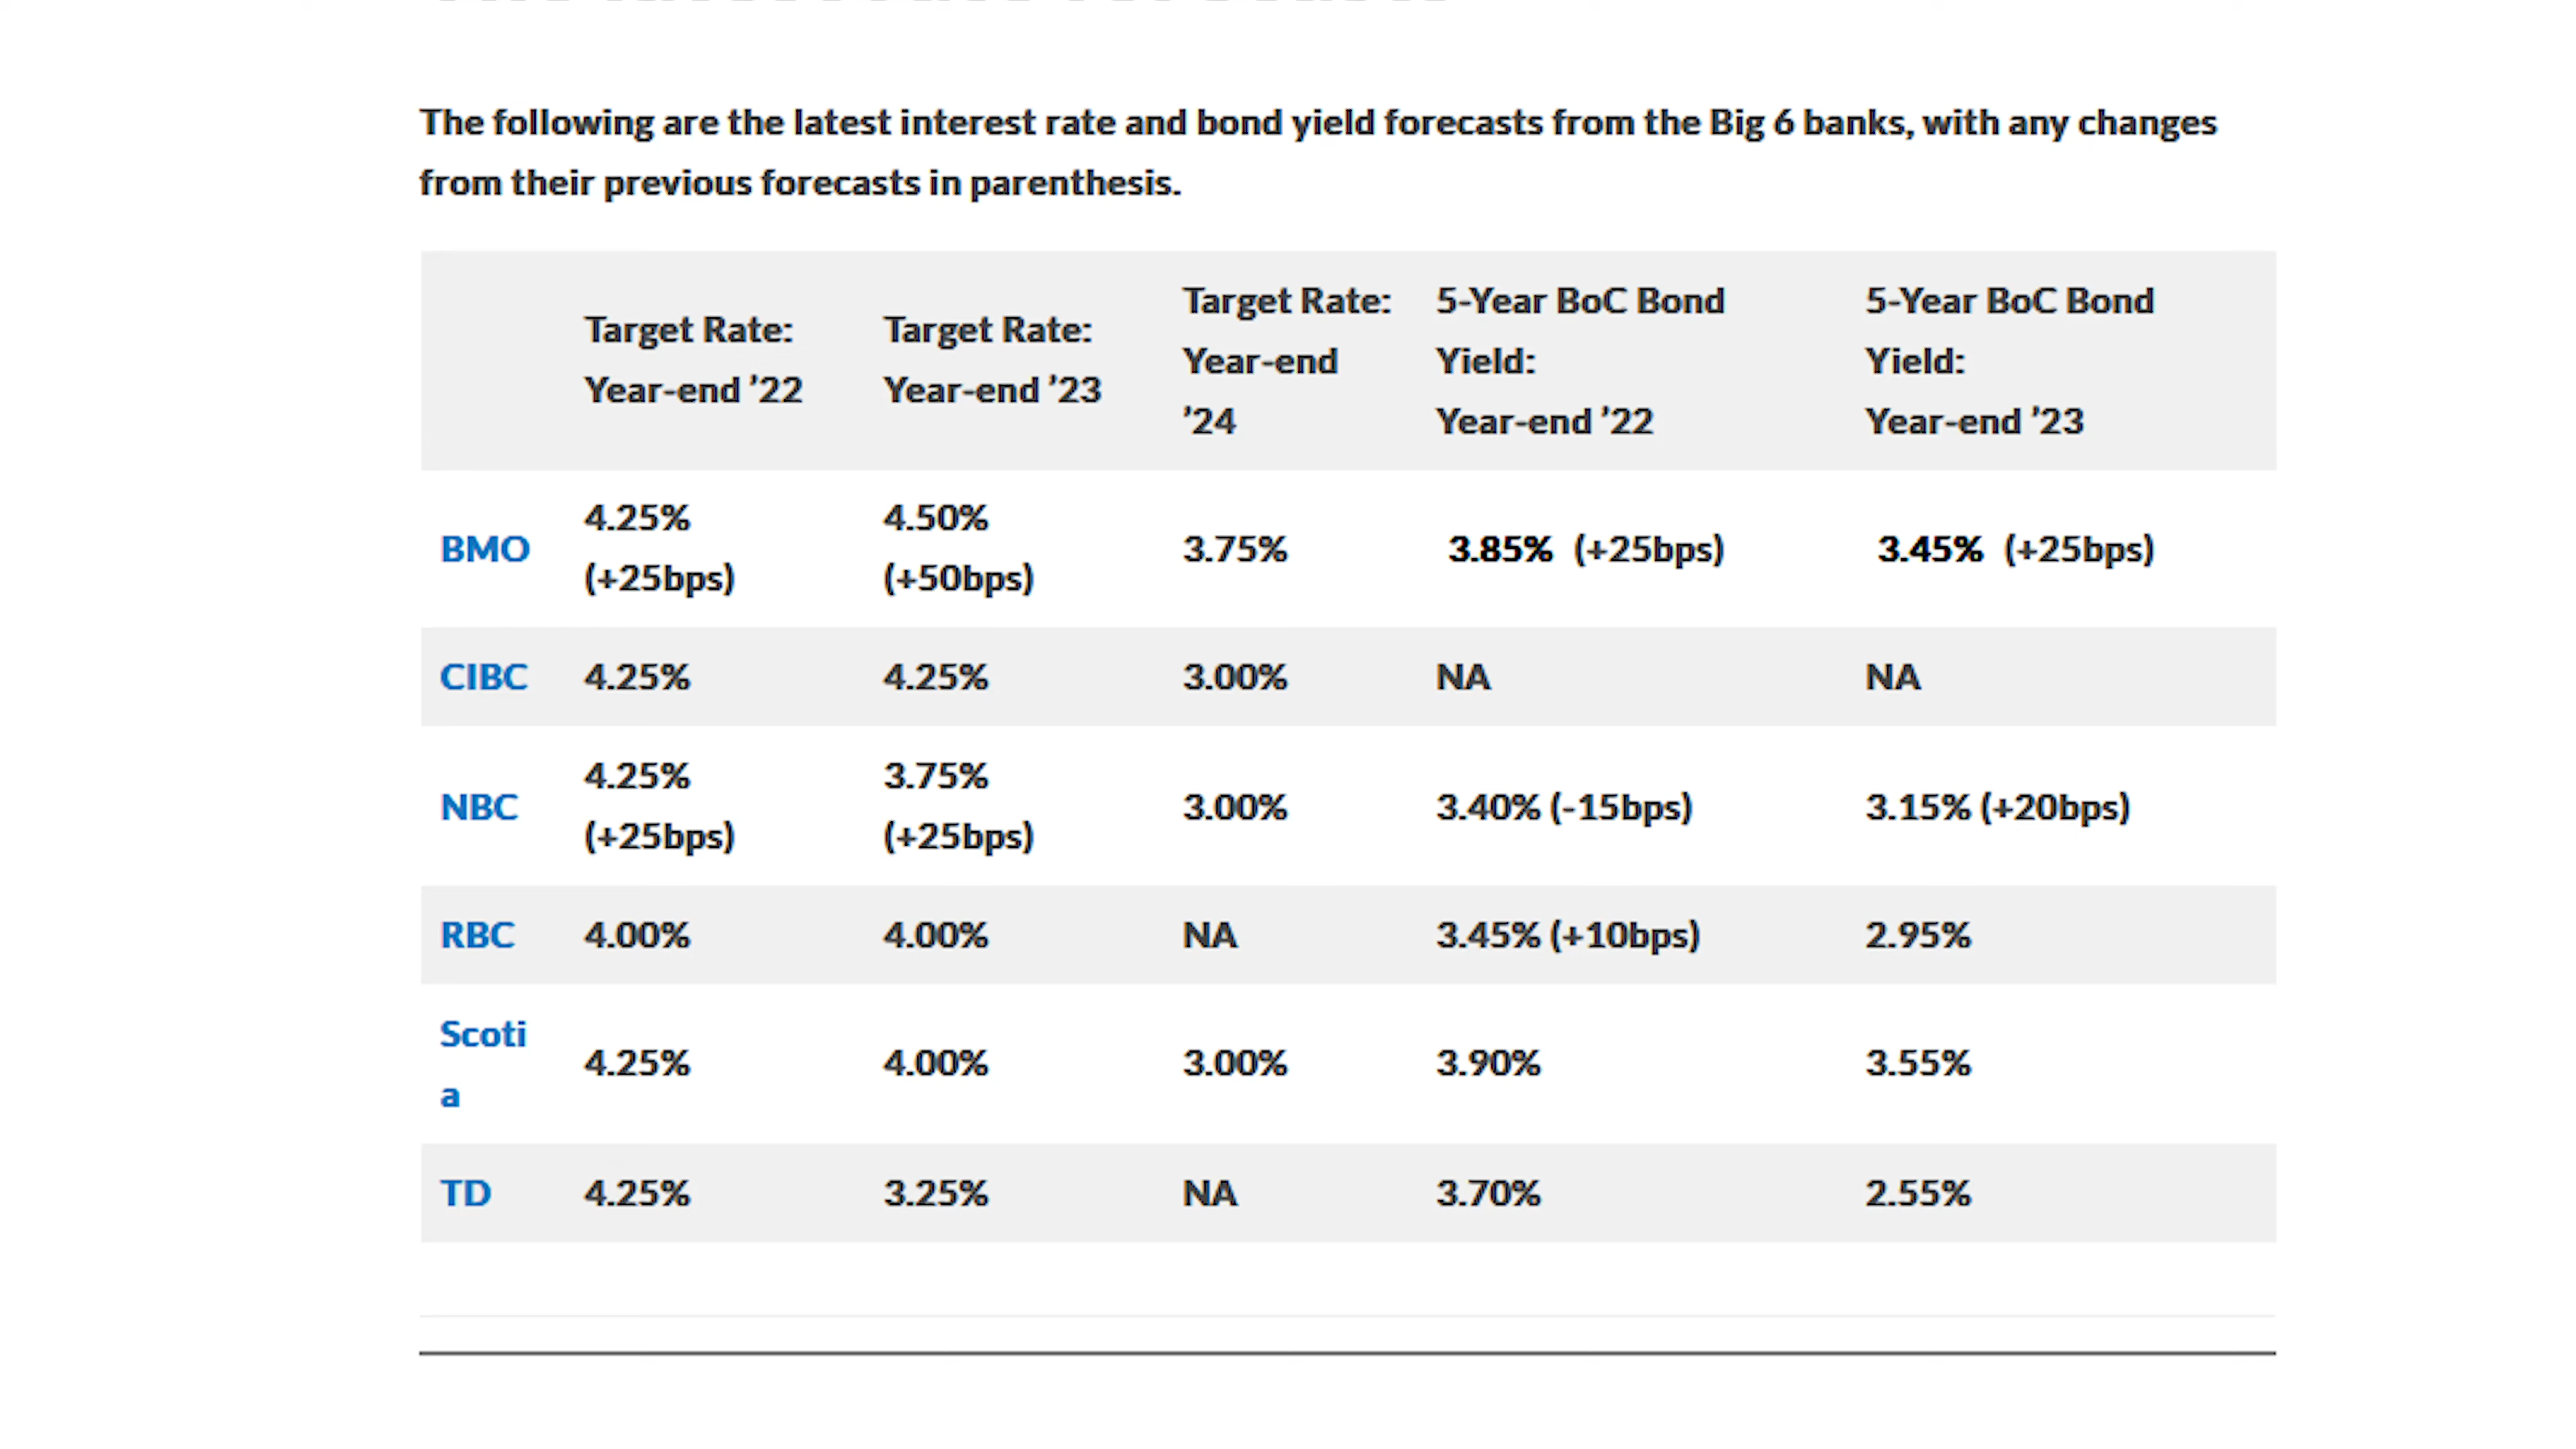 The following are the latest interest rate and bond yield forecasts from the Big 6 banks, with any changes
from their previous forecasts in parenthesis.
Target Rate:
Year-end ’22
Target Rate:
Year-end ’23
Target Rate:
Year-end
’24
5-Year BoC Bond
Yield:
Year-end ’22
5-Year BoC Bond
Yield:
Year-end ’23
BMO
4.25%
(+25bps)
4.50%
(+50bps)
3.75%
3.85% (+25bps)
3.45% (+25bps)
CIBC
4.25%
4.25%
3.00%
NA
NA
NBC
4.25%
(+25bps)
3.75%
(+25bps)
3.00%
3.40% (-15bps)
3.15% (+20bps)
RBC
4.00%
4.00%
NA
3.45% (+10bps)
2.95%
Scoti
a
4.25%
4.00%
3.00%
3.90%
3.55%
TD
4.25%
3.25%
NA
3.70%
2.55%